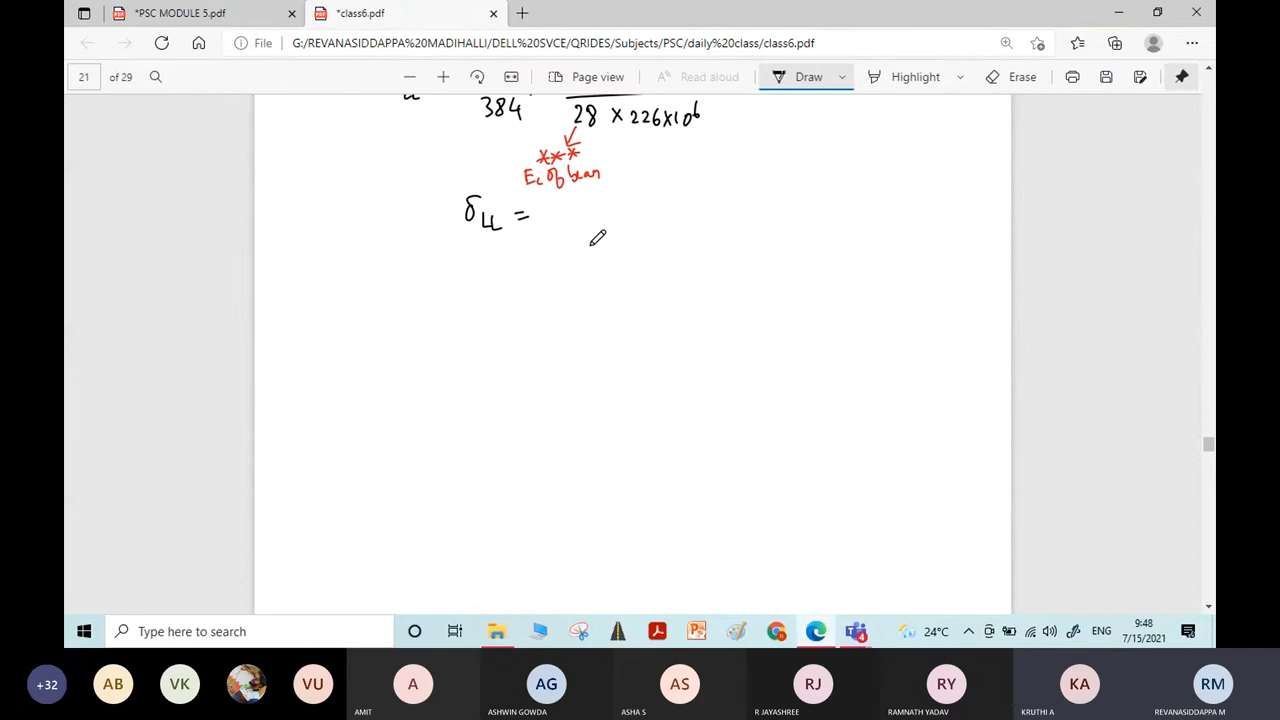 *PSC MODULE 5.pdf
*class6.pdf
File G:/REVANASIDDAPPA%20MADIHALLI/DELL%20SVCE/QRIDES/Subjects/PSC/daily%20class/class6.pdf
21 of 29 Page view Read aloud Draw Highlight Erase
384 28 × 226×10⁶
***
Ec of beam
δLL =
Type here to search
24°C ENG 9:48
7/15/2021
4
+32 AB VK VU A AG AS RJ RY KA RM
AMIT ASHWIN GOWDA ASHA S R JAYASHREE RAMNATH YADAV KRUTHI A REVANASIDDAPPA M